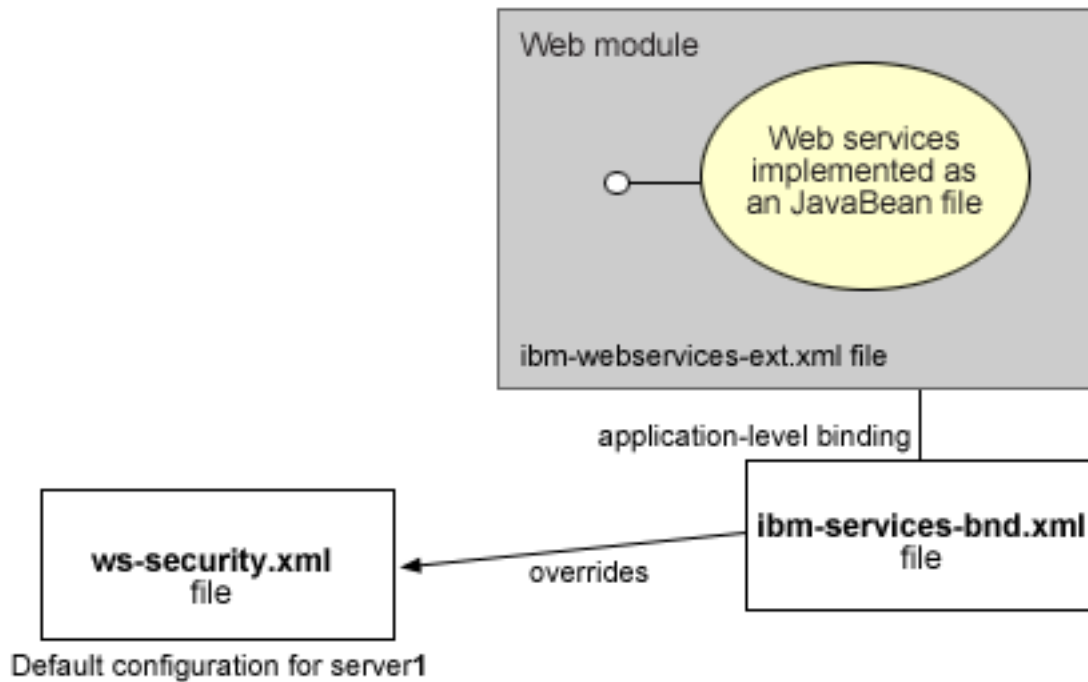 Web module
Web services
implemented as
an JavaBean file
ibm-webservices-ext.xml file
application-level binding
ibm-services-bnd.xml
file
overrides
ws-security.xml
file
Default configuration for server1